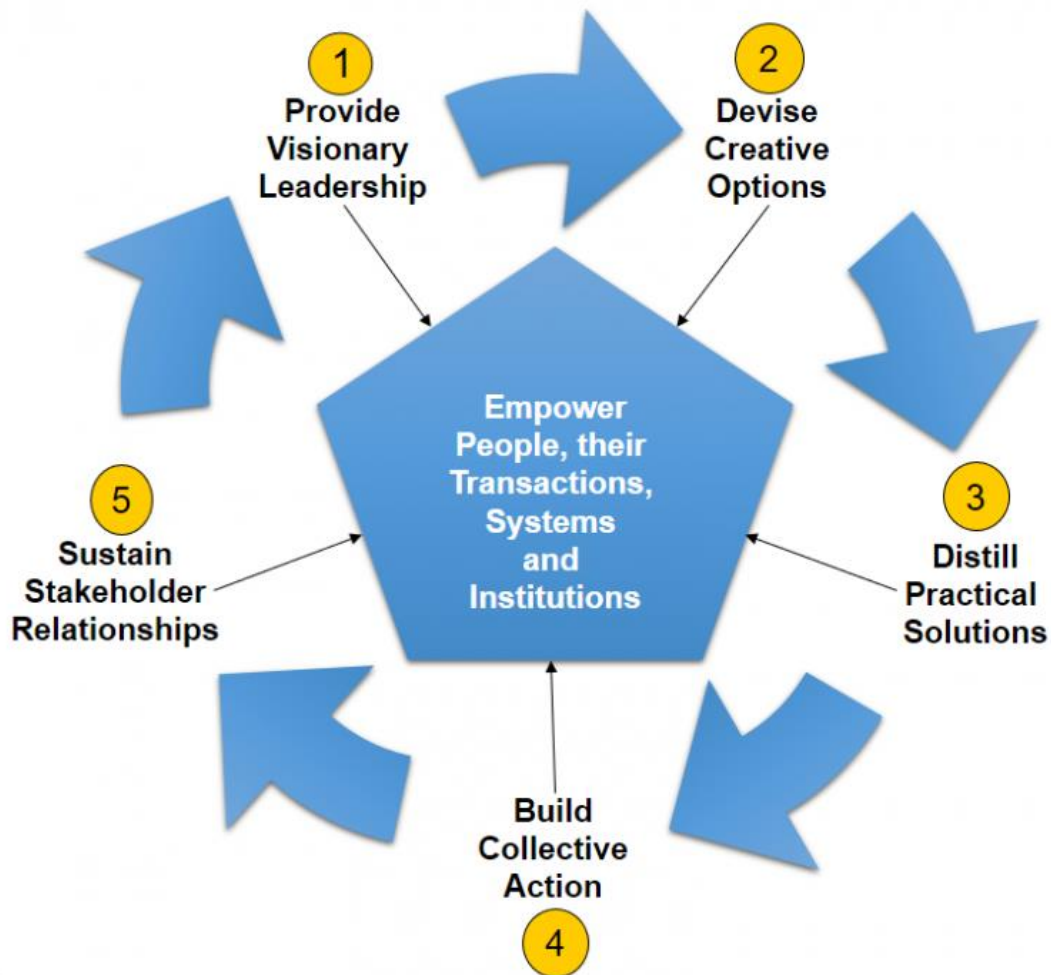 1
Provide
Visionary
Leadership
2
Devise
Creative
Options
3
Distill
Practical
Solutions
Build
Collective
Action
4
5
Sustain
Stakeholder
Relationships
Empower
People, their
Transactions,
Systems
and
Institutions